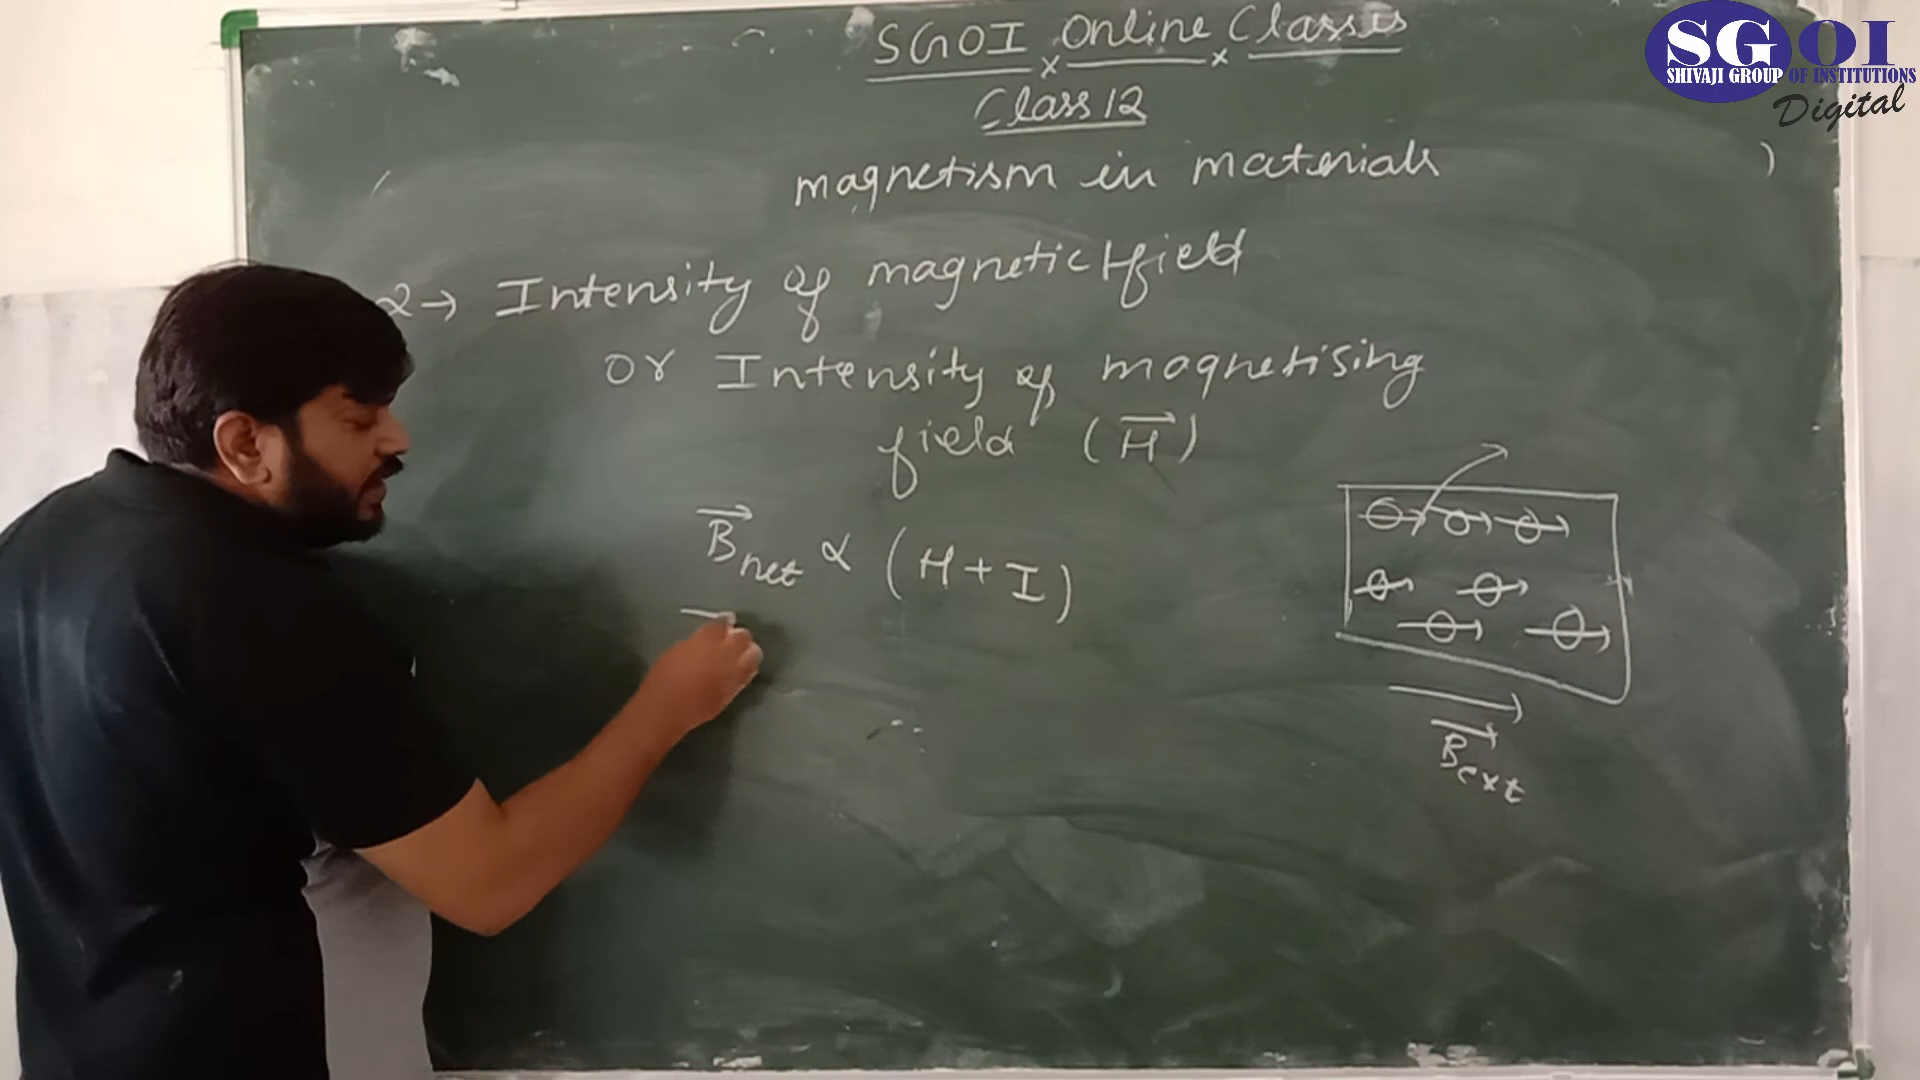 SGOI Online Classes
Class 12
magnetism in materials
2→ Intensity of magnetic field
or Intensity of magnetising
field (H)
B net ∝ (H + I)
B ext
SGOI
SHIVAJI GROUP OF INSTITUTIONS
Digital